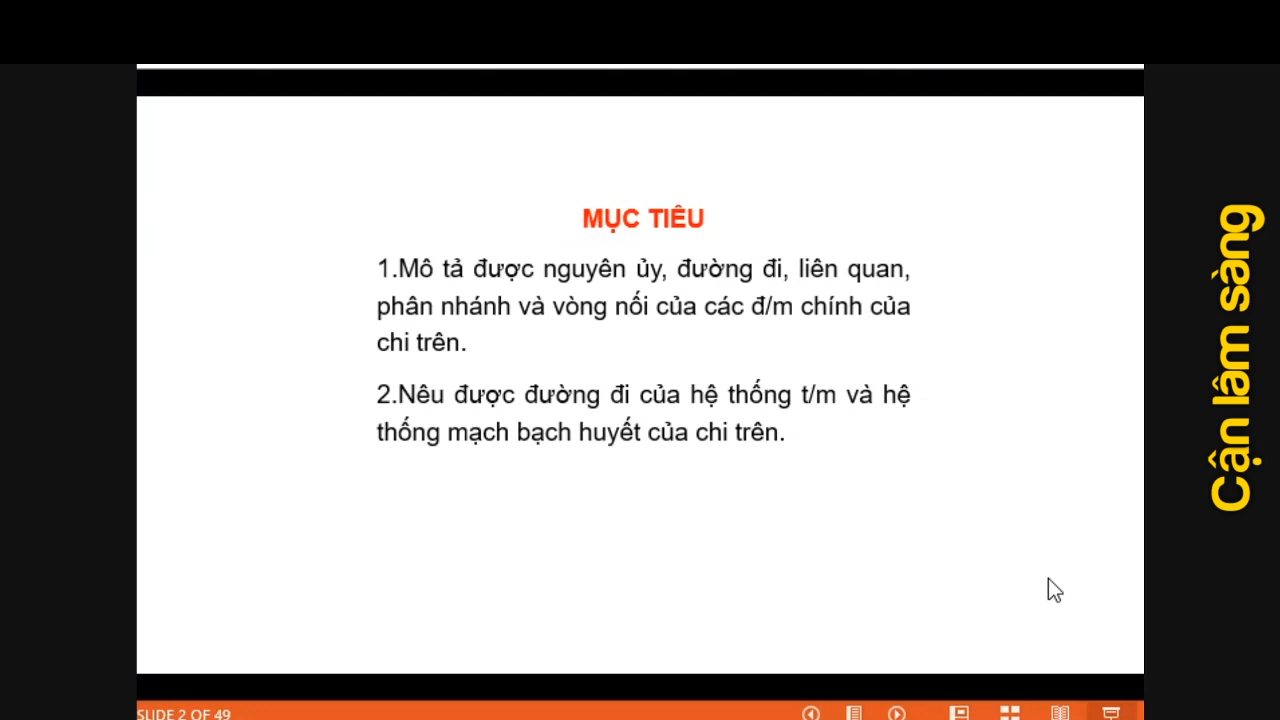 MỤC TIÊU
1.Mô tả được nguyên ủy, đường đi, liên quan,
phân nhánh và vòng nối của các đ/m chính của
chi trên.
2.Nêu được đường đi của hệ thống t/m và hệ
thống mạch bạch huyết của chi trên.
Cận lâm sàng
SLIDE 2 OF 49